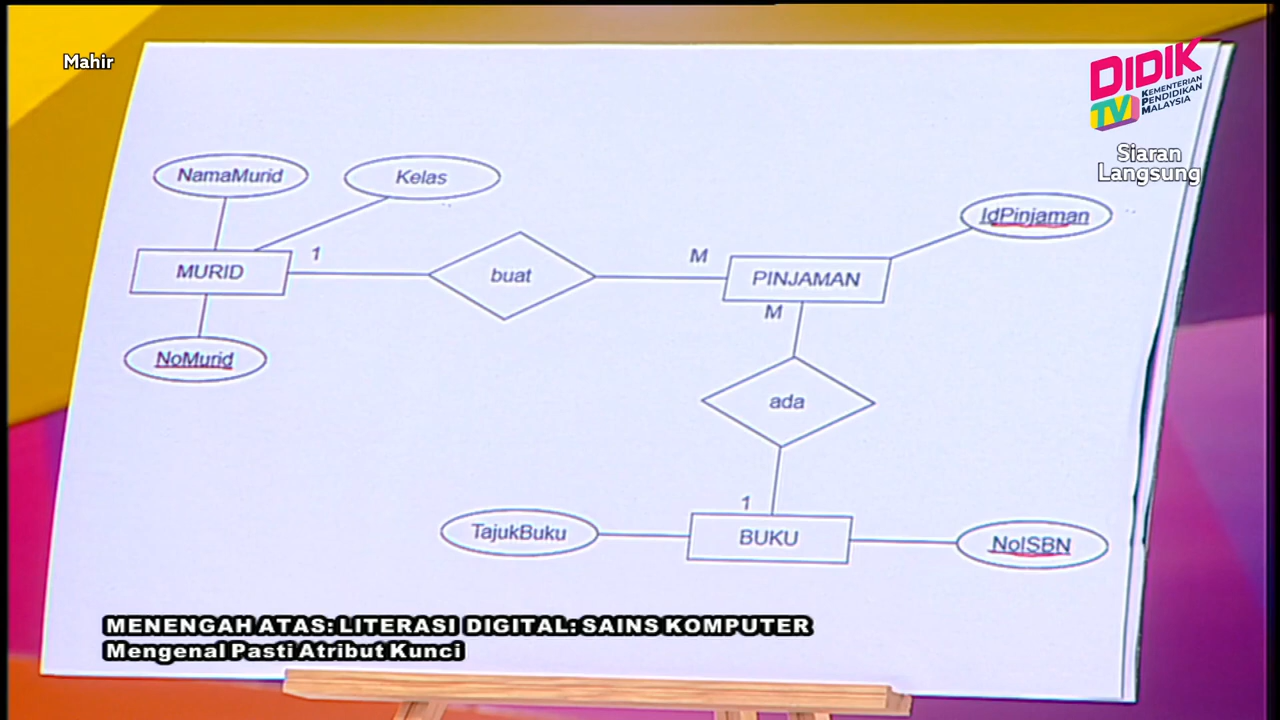 Mahir
DIDIK
TV
KEMENTERIAN
PENDIDIKAN
MALAYSIA
Siaran
Langsung
NamaMurid
Kelas
IdPinjaman
MURID
1
buat
M
PINJAMAN
M
NoMurid
ada
1
TajukBuku
BUKU
NoISBN
MENENGAH ATAS: LITERASI DIGITAL: SAINS KOMPUTER
Mengenal Pasti Atribut Kunci